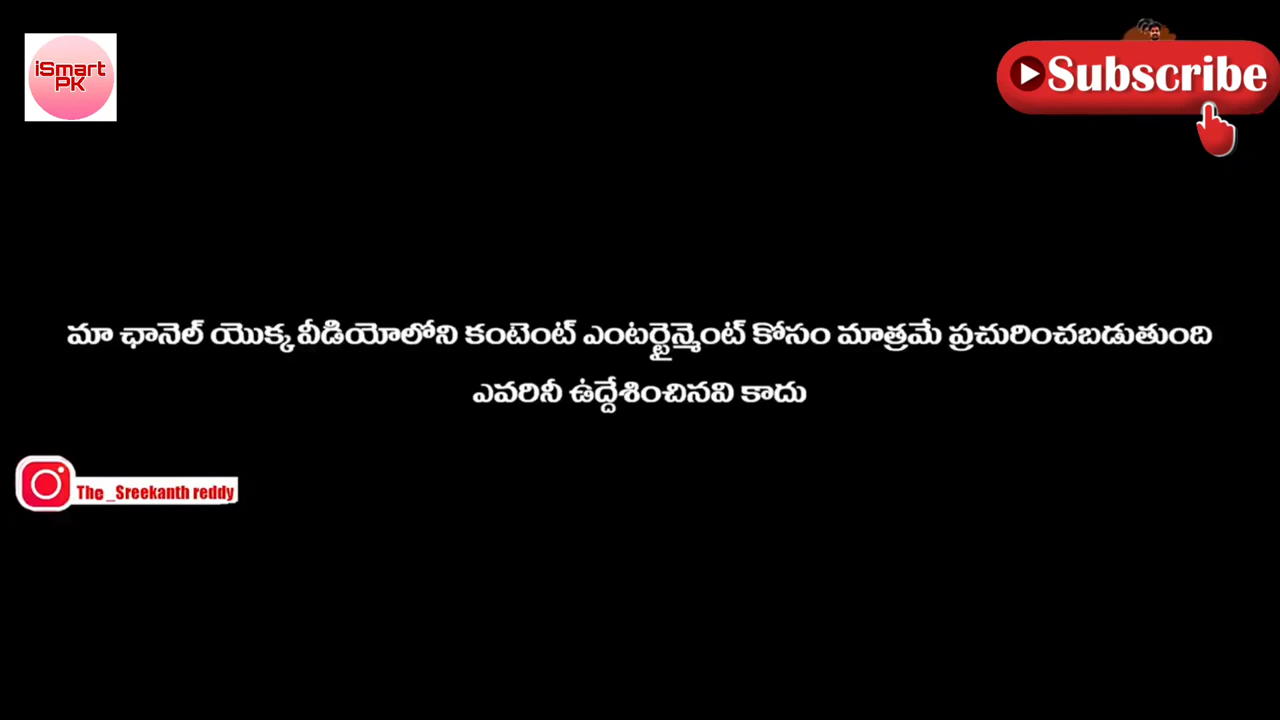 iSmart
PK
Subscribe
మా ఛానెల్ యొక్క వీడియోలోని కంటెంట్ ఎంటర్టైన్మెంట్ కోసం మాత్రమే ప్రచురించబడుతుంది
ఎవరినీ ఉద్దేశించినవి కాదు
The _Sreekanth reddy